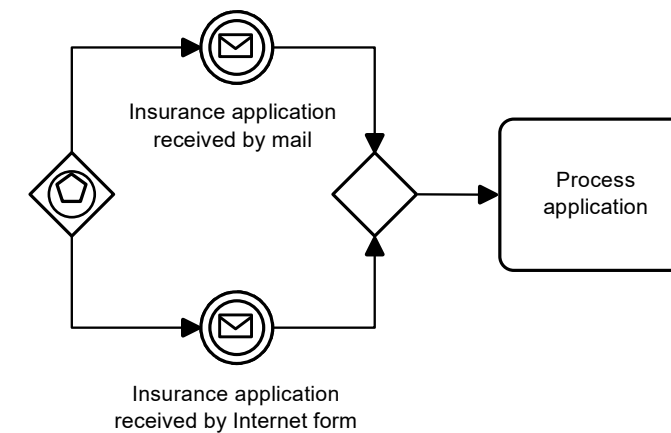 Insurance application
received by mail
Process
application
Insurance application
received by Internet form